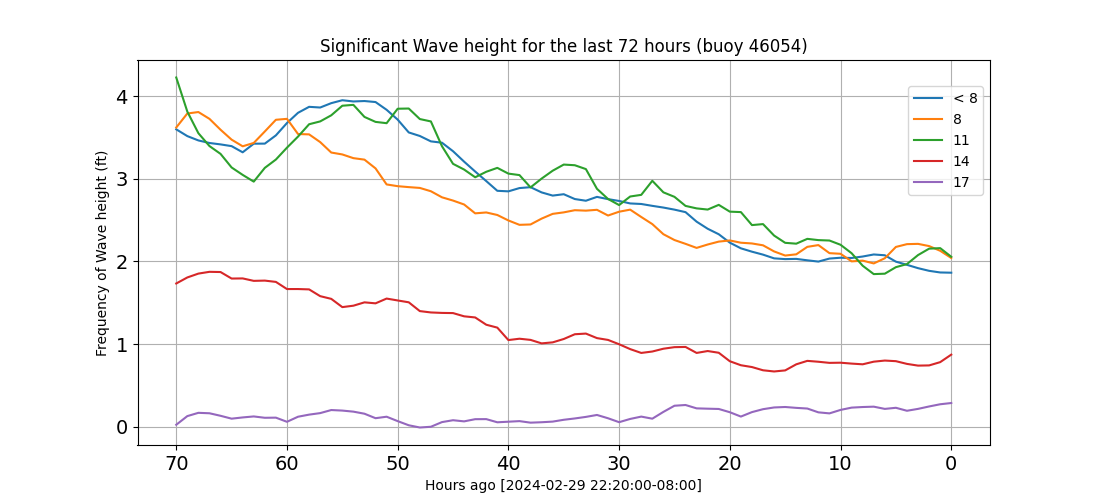 Significant Wave height for the last 72 hours (buoy 46054)
Frequency of Wave height (ft)
4
3
2
1
0
< 8
8
11
14
17
70 60 50 40 30 20 10 0
Hours ago [2024-02-29 22:20:00-08:00]